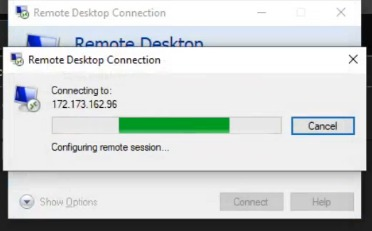 Remote Desktop Connection
Remote Desktop
Remote Desktop Connection
Connecting to:
172.173.162.96
Cancel
Configuring remote session...
Show Options
Connect
Help